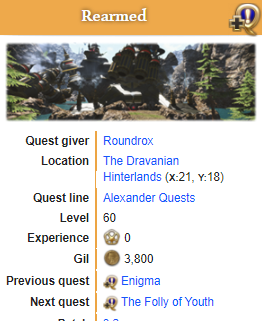 Rearmed
Quest giver Roundrox
Location The Dravanian
Hinterlands (X:21, Y:18)
Quest line Alexander Quests
Level 60
Experience 0
Gil 3,800
Previous quest Enigma
Next quest The Folly of Youth